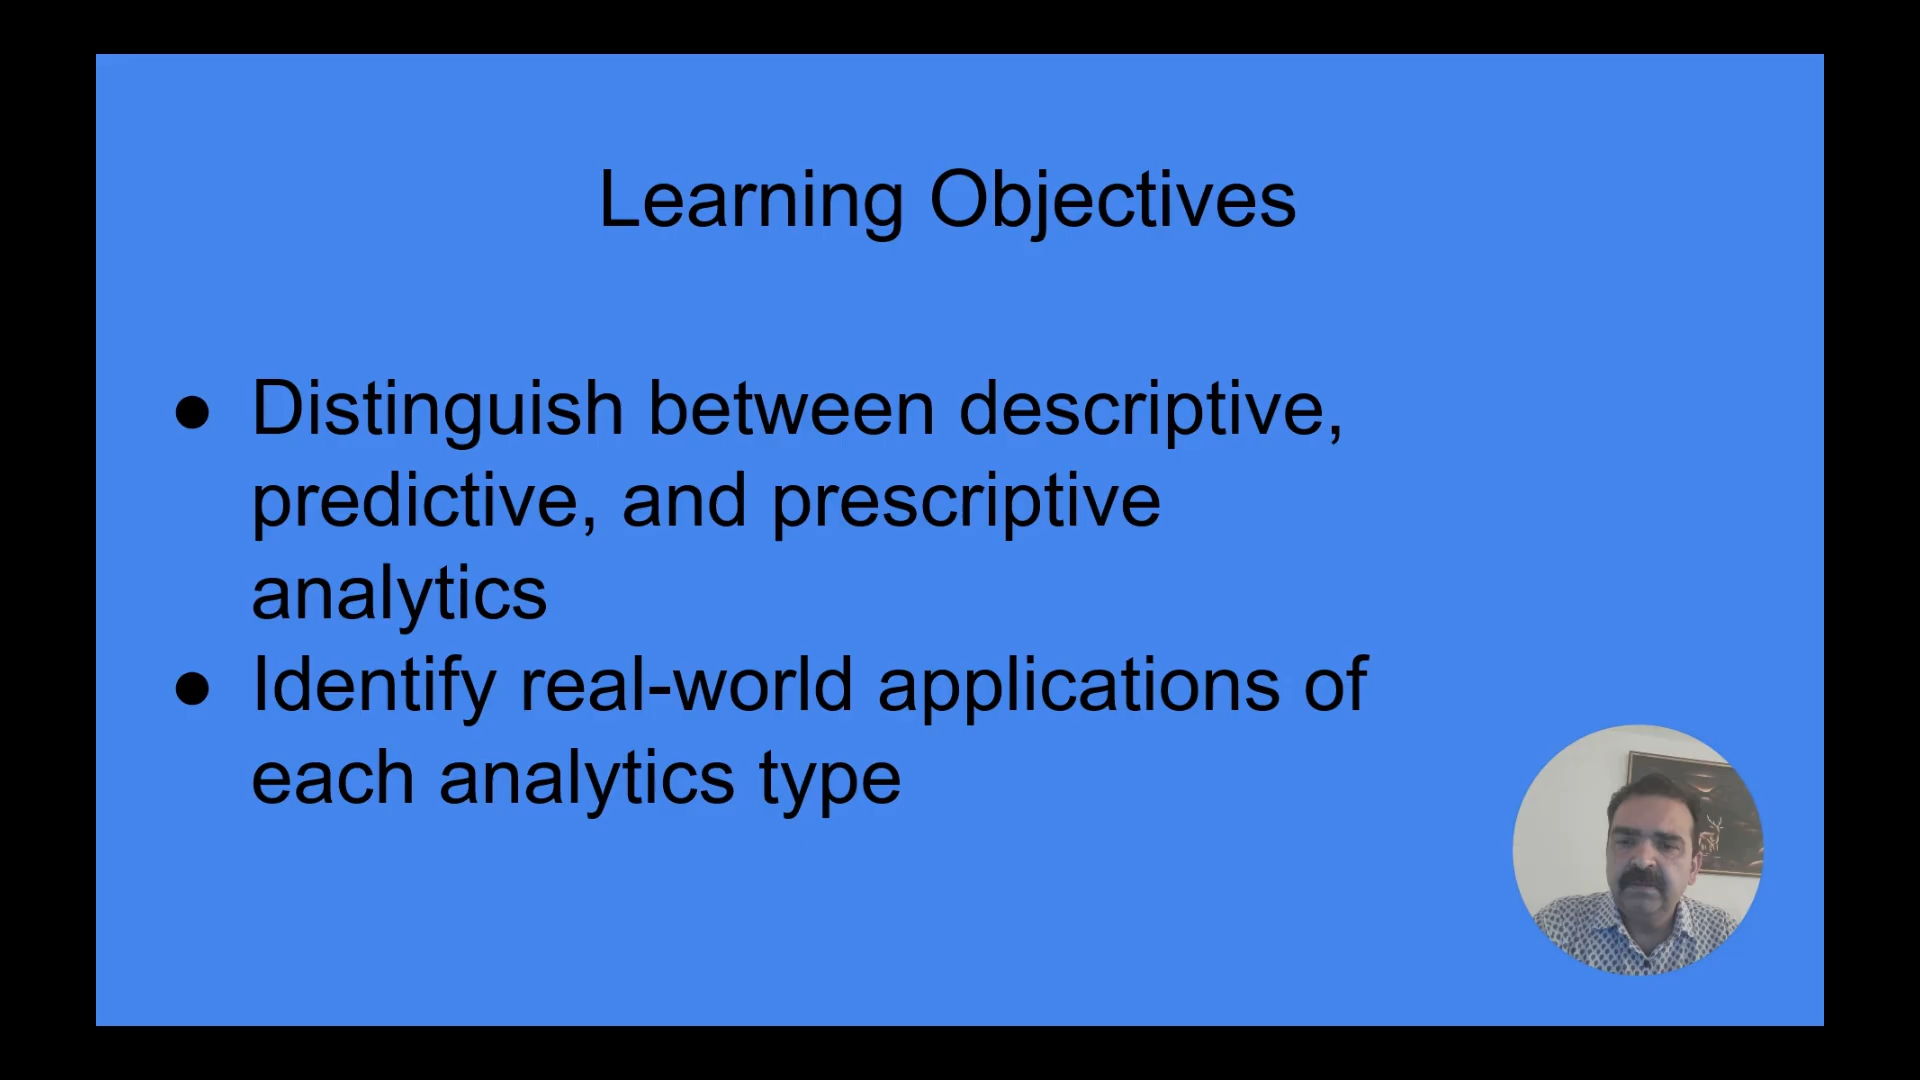 Learning Objectives
● Distinguish between descriptive,
predictive, and prescriptive
analytics
● Identify real-world applications of
each analytics type